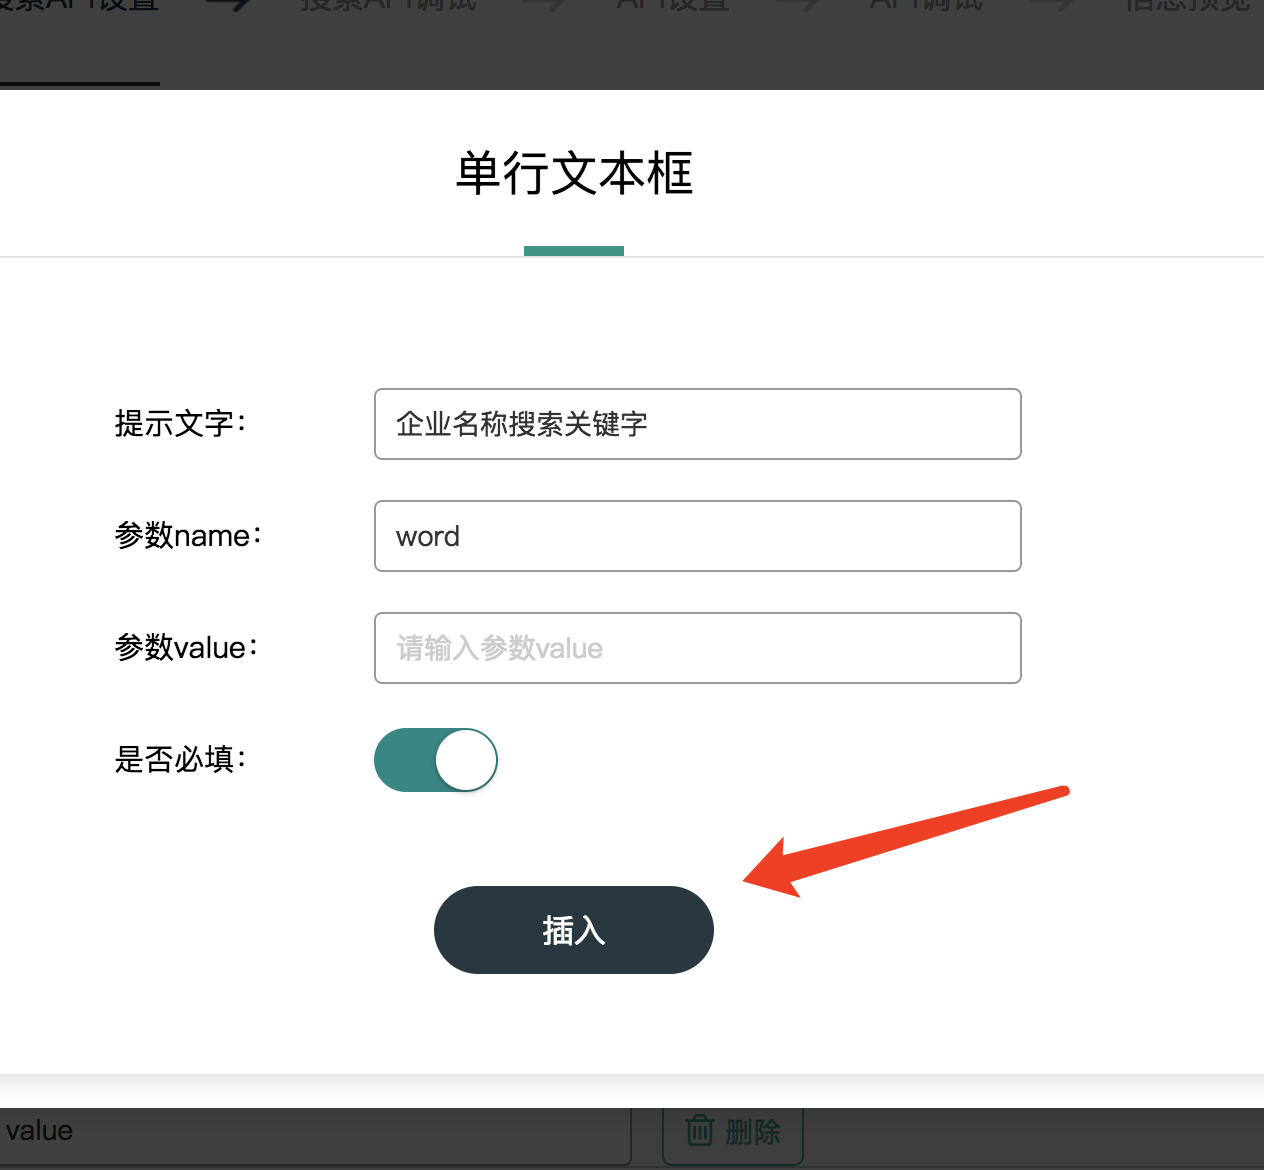 搜索API设置 搜索API调试 API设置 API调试 信息预览
单行文本框
提示文字： 企业名称搜索关键字
参数name： word
参数value： 请输入参数value
是否必填：
插入
value 删除